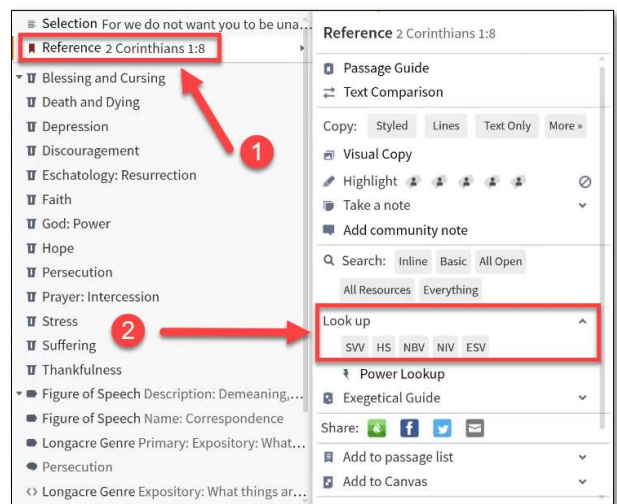 Selection For we do not want you to be una...
Reference 2 Corinthians 1:8
Blessing and Cursing
Death and Dying
Depression
Discouragement
Eschatology: Resurrection
Faith
God: Power
Hope
Persecution
Prayer: Intercession
Stress
Suffering
Thankfulness
Figure of Speech Description: Demeaning,...
Figure of Speech Name: Correspondence
Longacre Genre Primary: Expository: What...
Persecution
Longacre Genre Expository: What things ar...
1
2
Reference 2 Corinthians 1:8
Passage Guide
Text Comparison
Copy: Styled Lines Text Only More »
Visual Copy
Highlight
Take a note
Add community note
Search: Inline Basic All Open
All Resources Everything
Look up
SVV HS NBV NIV ESV
Power Lookup
Exegetical Guide
Share:
Add to passage list
Add to Canvas